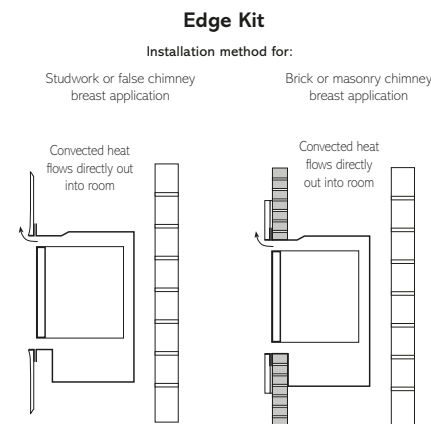 Edge Kit
Installation method for:
Studwork or false chimney
breast application
Convected heat
flows directly out
into room
Brick or masonry chimney
breast application
Convected heat
flows directly
out into room